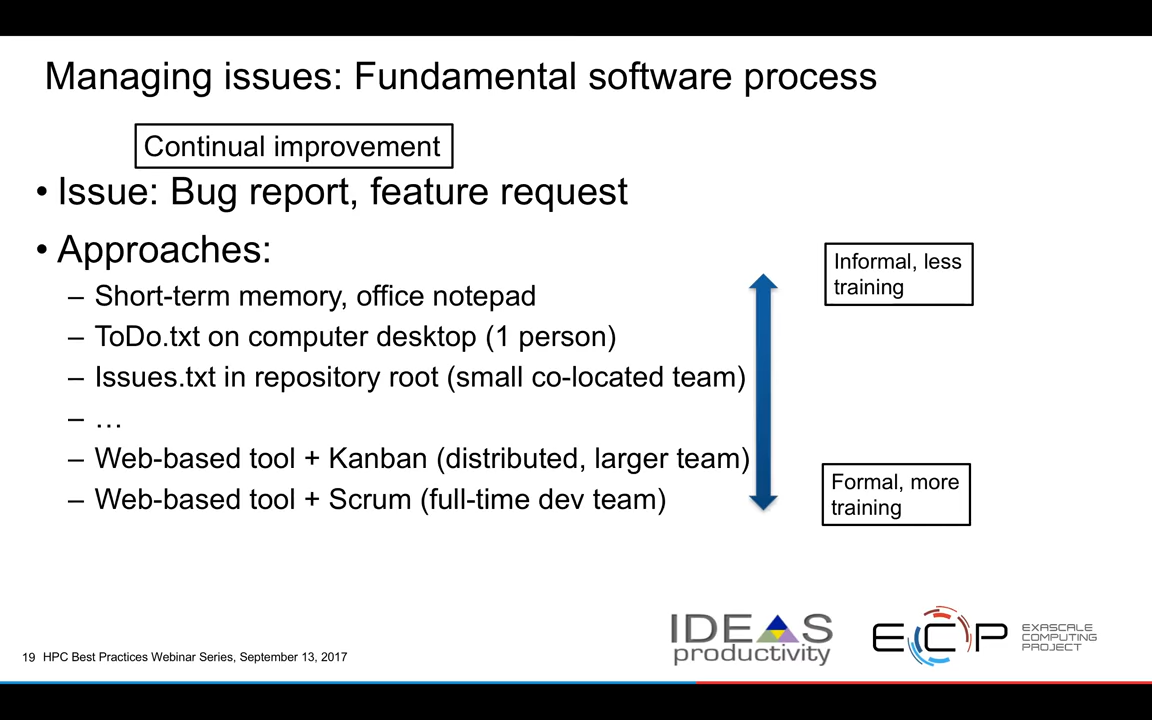 Managing issues: Fundamental software process
Continual improvement
• Issue: Bug report, feature request
• Approaches:
– Short-term memory, office notepad
– ToDo.txt on computer desktop (1 person)
– Issues.txt in repository root (small co-located team)
– …
– Web-based tool + Kanban (distributed, larger team)
– Web-based tool + Scrum (full-time dev team)
Informal, less
training
Formal, more
training
19 HPC Best Practices Webinar Series, September 13, 2017
IDEAS
productivity
ECP
EXASCALE
COMPUTING
PROJECT